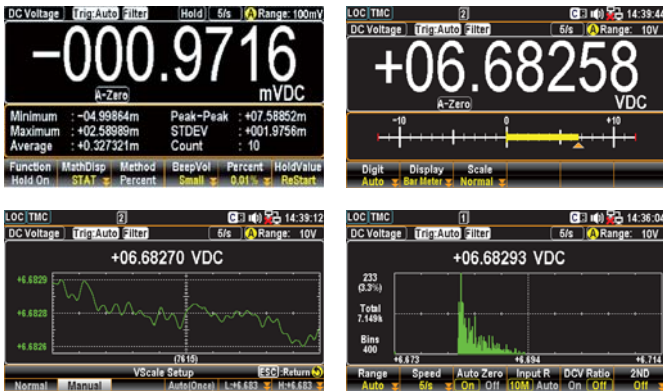 DC Voltage Trig:Auto Filter Hold 5/s A Range: 100mV
-000.9716
A-Zero mVDC
Minimum : -04.99864m Peak-Peak : +07.58852m
Maximum : +02.58989m STDEV : +001.9756m
Average : +0.327321m Count : 10
Function MathDisp Method BeepVol Percent HoldValue
Hold On STAT Percent Small 0.01% ReStart
LOC TMC 2 C 14:39:44
DC Voltage Trig:Auto Filter 5/s A Range: 10V
+06.68258
A-Zero VDC
-10 0 +10
Digit Display Scale
Auto Bar Meter Normal
LOC TMC 2 C 14:39:12
DC Voltage Trig:Auto Filter 5/s A Range: 10V
+06.68270 VDC
+6.6829
+6.6828
+6.6826
(7615)
VScale Setup ESC :Return
Normal Manual Auto(Once) L:+6.683 H:+6.683
LOC TMC 1 C 14:36:04
DC Voltage Trig:Auto Filter 5/s A Range: 10V
+06.68293 VDC
233
(3.3%)
Total
7.149k
Bins
400
+6.673 +6.694 +6.714
Range Speed Auto Zero Input R DCV Ratio 2ND
Auto 5/s On Off 10M Auto On Off Off